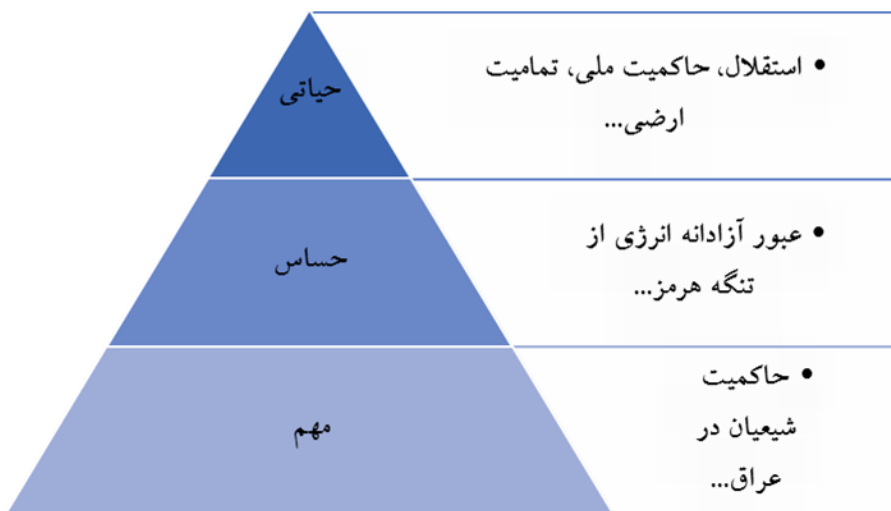 حیاتی
• استقلال، حاکمیت ملی، تمامیت
ارضی...
حساس
• عبور آزادانه انرژی از
تنگه هرمز...
مهم
• حاکمیت
شیعیان در
عراق...